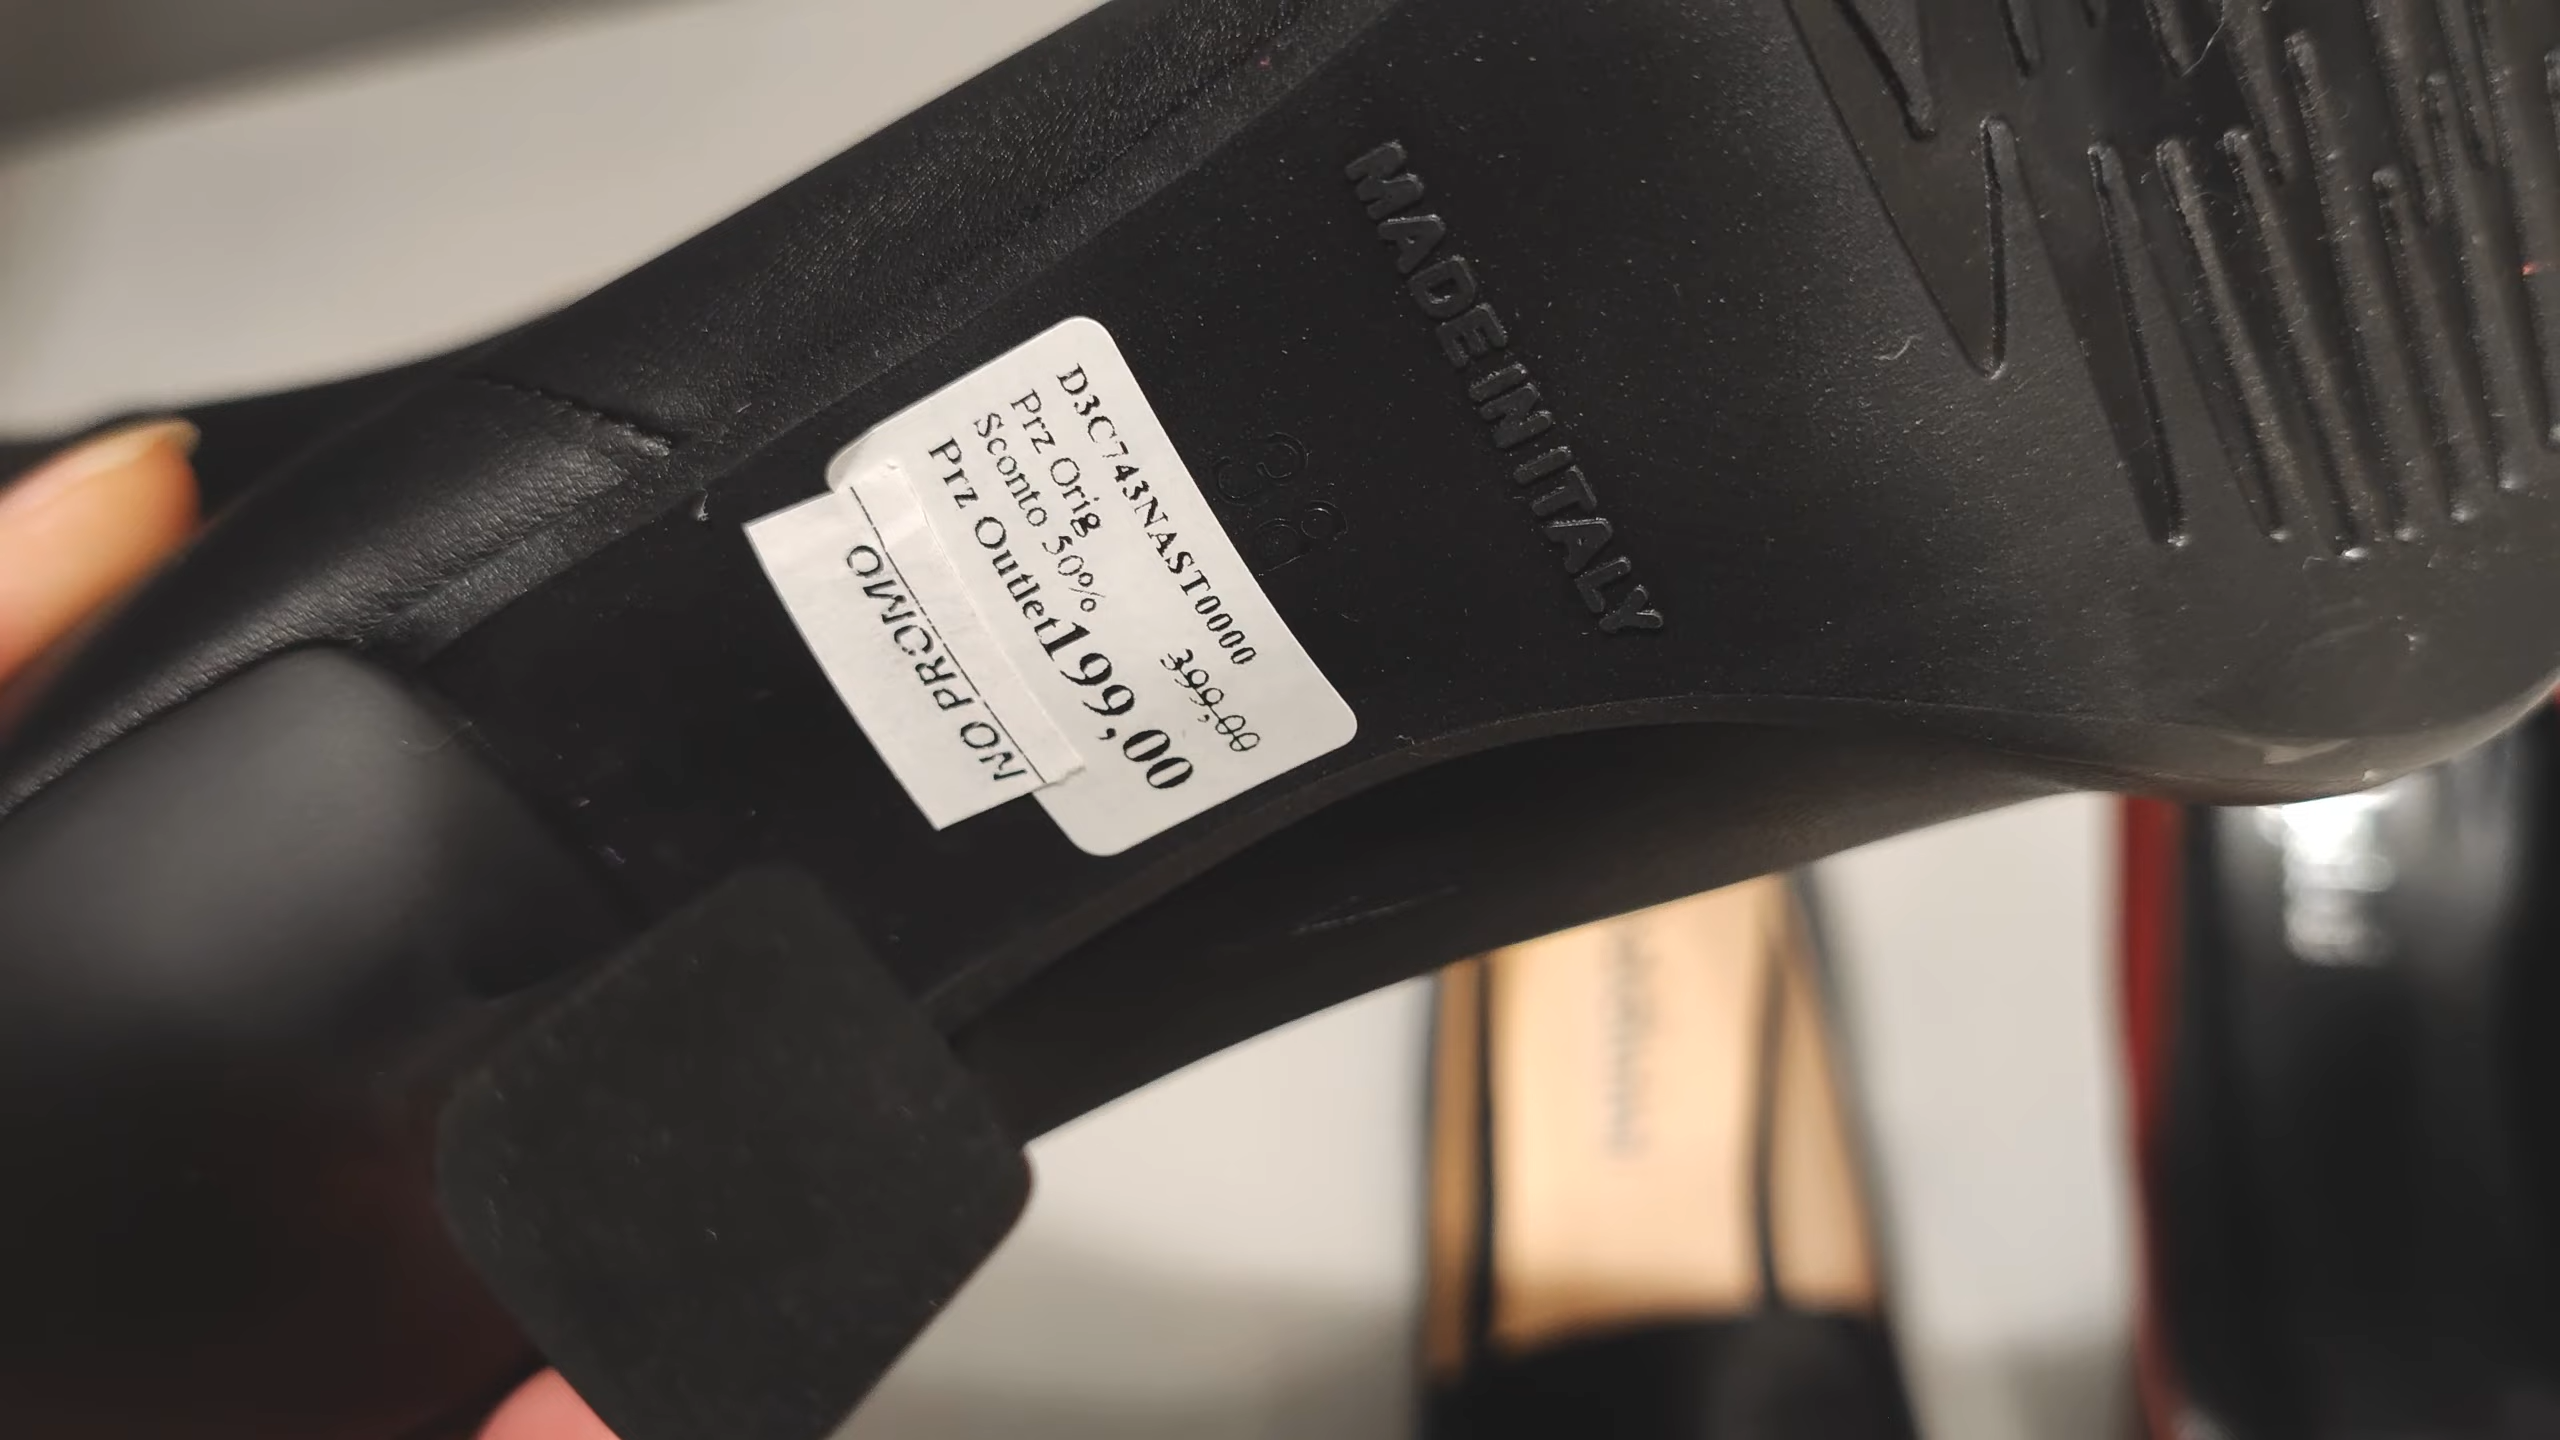 MADE IN ITALY
38
D3C743NAST0000
Prz Orig 399,00
Sconto 50%
Prz Outlet 199,00
NO PROMO